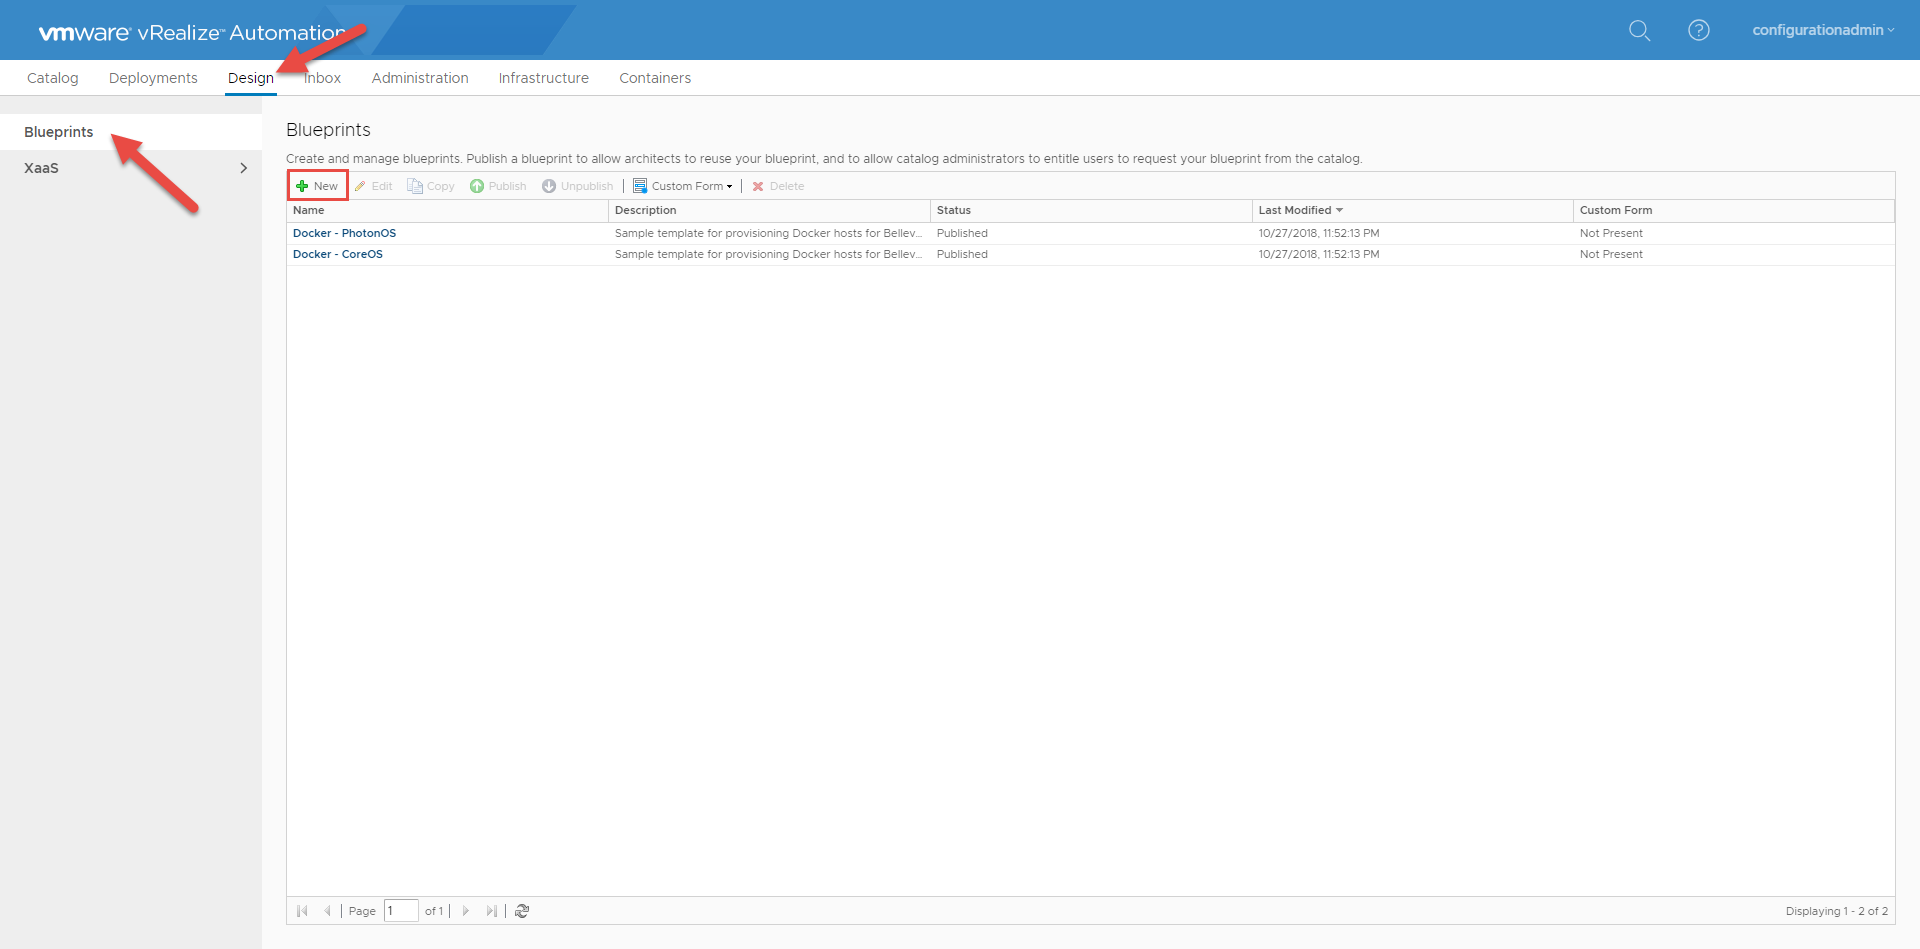 vmware® vRealize™ Automation
configurationadmin
Catalog Deployments Design Inbox Administration Infrastructure Containers
Blueprints
XaaS
Blueprints
Create and manage blueprints. Publish a blueprint to allow architects to reuse your blueprint, and to allow catalog administrators to entitle users to request your blueprint from the catalog.
New Edit Copy Publish Unpublish Custom Form Delete
Name Description Status Last Modified Custom Form
Docker - PhotonOS Sample template for provisioning Docker hosts for Bellev... Published 10/27/2018, 11:52:13 PM Not Present
Docker - CoreOS Sample template for provisioning Docker hosts for Bellev... Published 10/27/2018, 11:52:13 PM Not Present
Page 1 of 1
Displaying 1 - 2 of 2